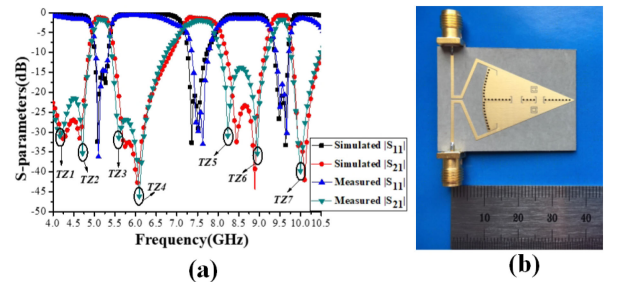 0
-5
-10
-15
-20
-25
-30
-35
-40
-45
-50
S-parameters(dB)
4.0 4.5 5.0 5.5 6.0 6.5 7.0 7.5 8.0 8.5 9.0 9.5 10.0 10.5
Frequency(GHz)
TZ1
TZ2
TZ3
TZ4
TZ5
TZ6
TZ7
Simulated |S11|
Simulated |S21|
Measured |S11|
Measured |S21|
(a)
10 20 30 40
(b)